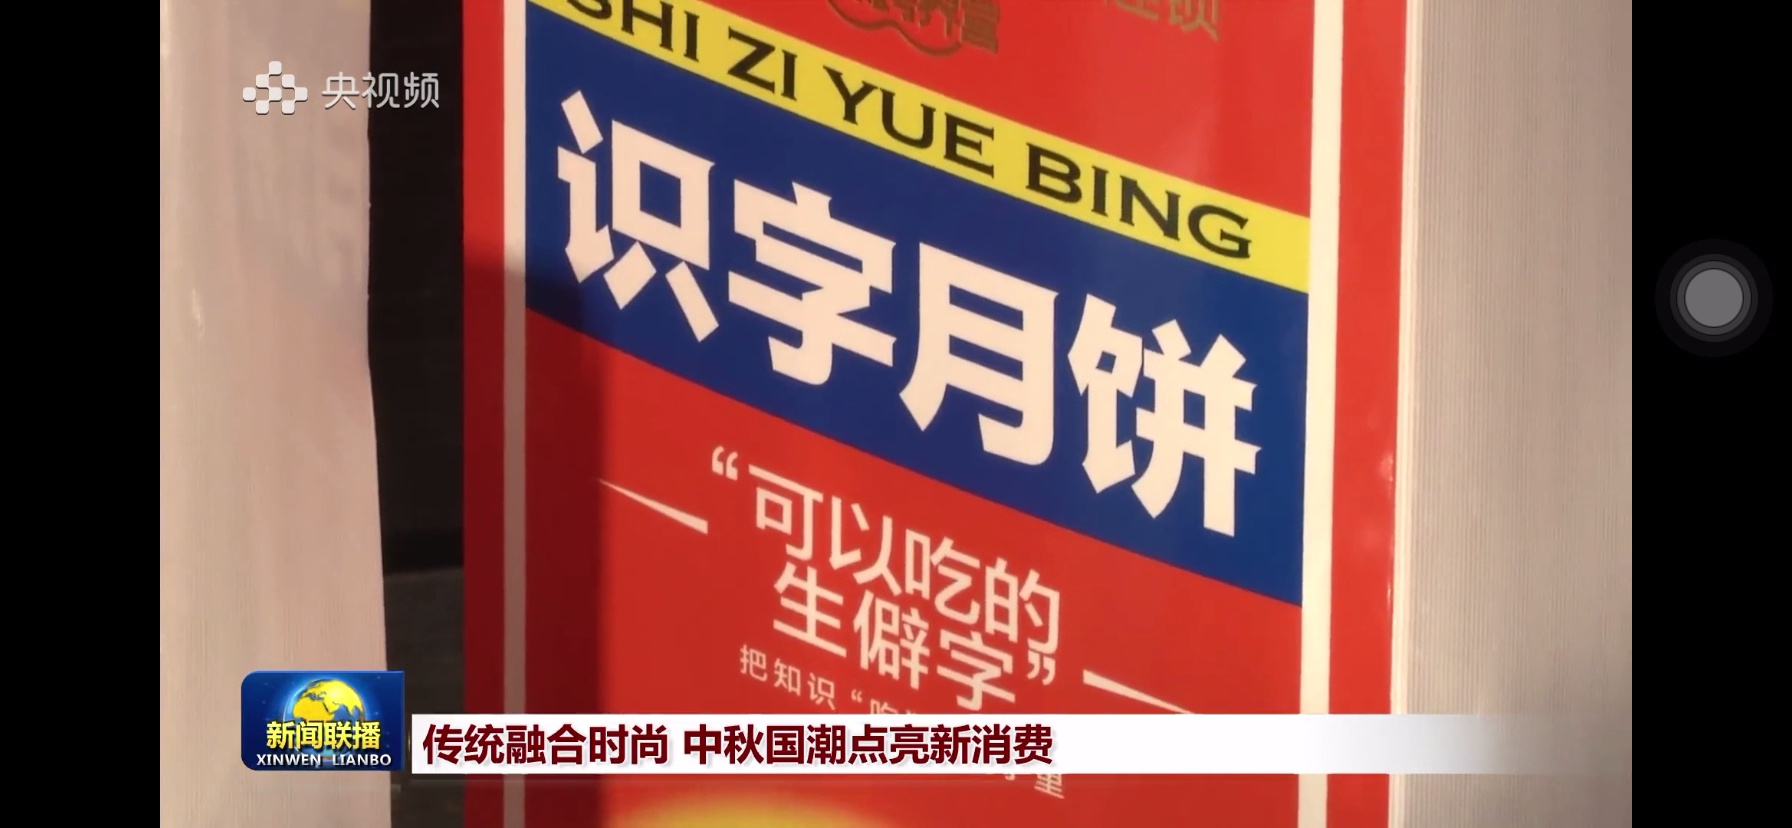 央视频
SHI ZI YUE BING
识字月饼
“可以吃的
生僻字”
把知识“
新闻联播
XINWEN LIANBO
传统融合时尚 中秋国潮点亮新消费